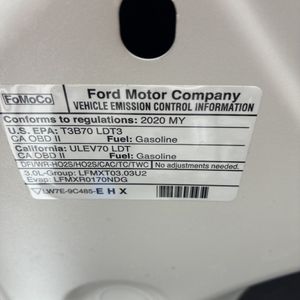 FoMoCo
Ford Motor Company
VEHICLE EMISSION CONTROL INFORMATION
Conforms to regulations: 2020 MY
U.S. EPA: T3B70 LDT3
CA OBD II Fuel: Gasoline
California: ULEV70 LDT
CA OBD II Fuel: Gasoline
DFI/WR-HO2S/HO2S/CAC/TC/TWC No adjustments needed.
3.0L-Group: LFMXT03.03U2
Evap: LFMXR0170NDG
LW7E-9C485-EHX